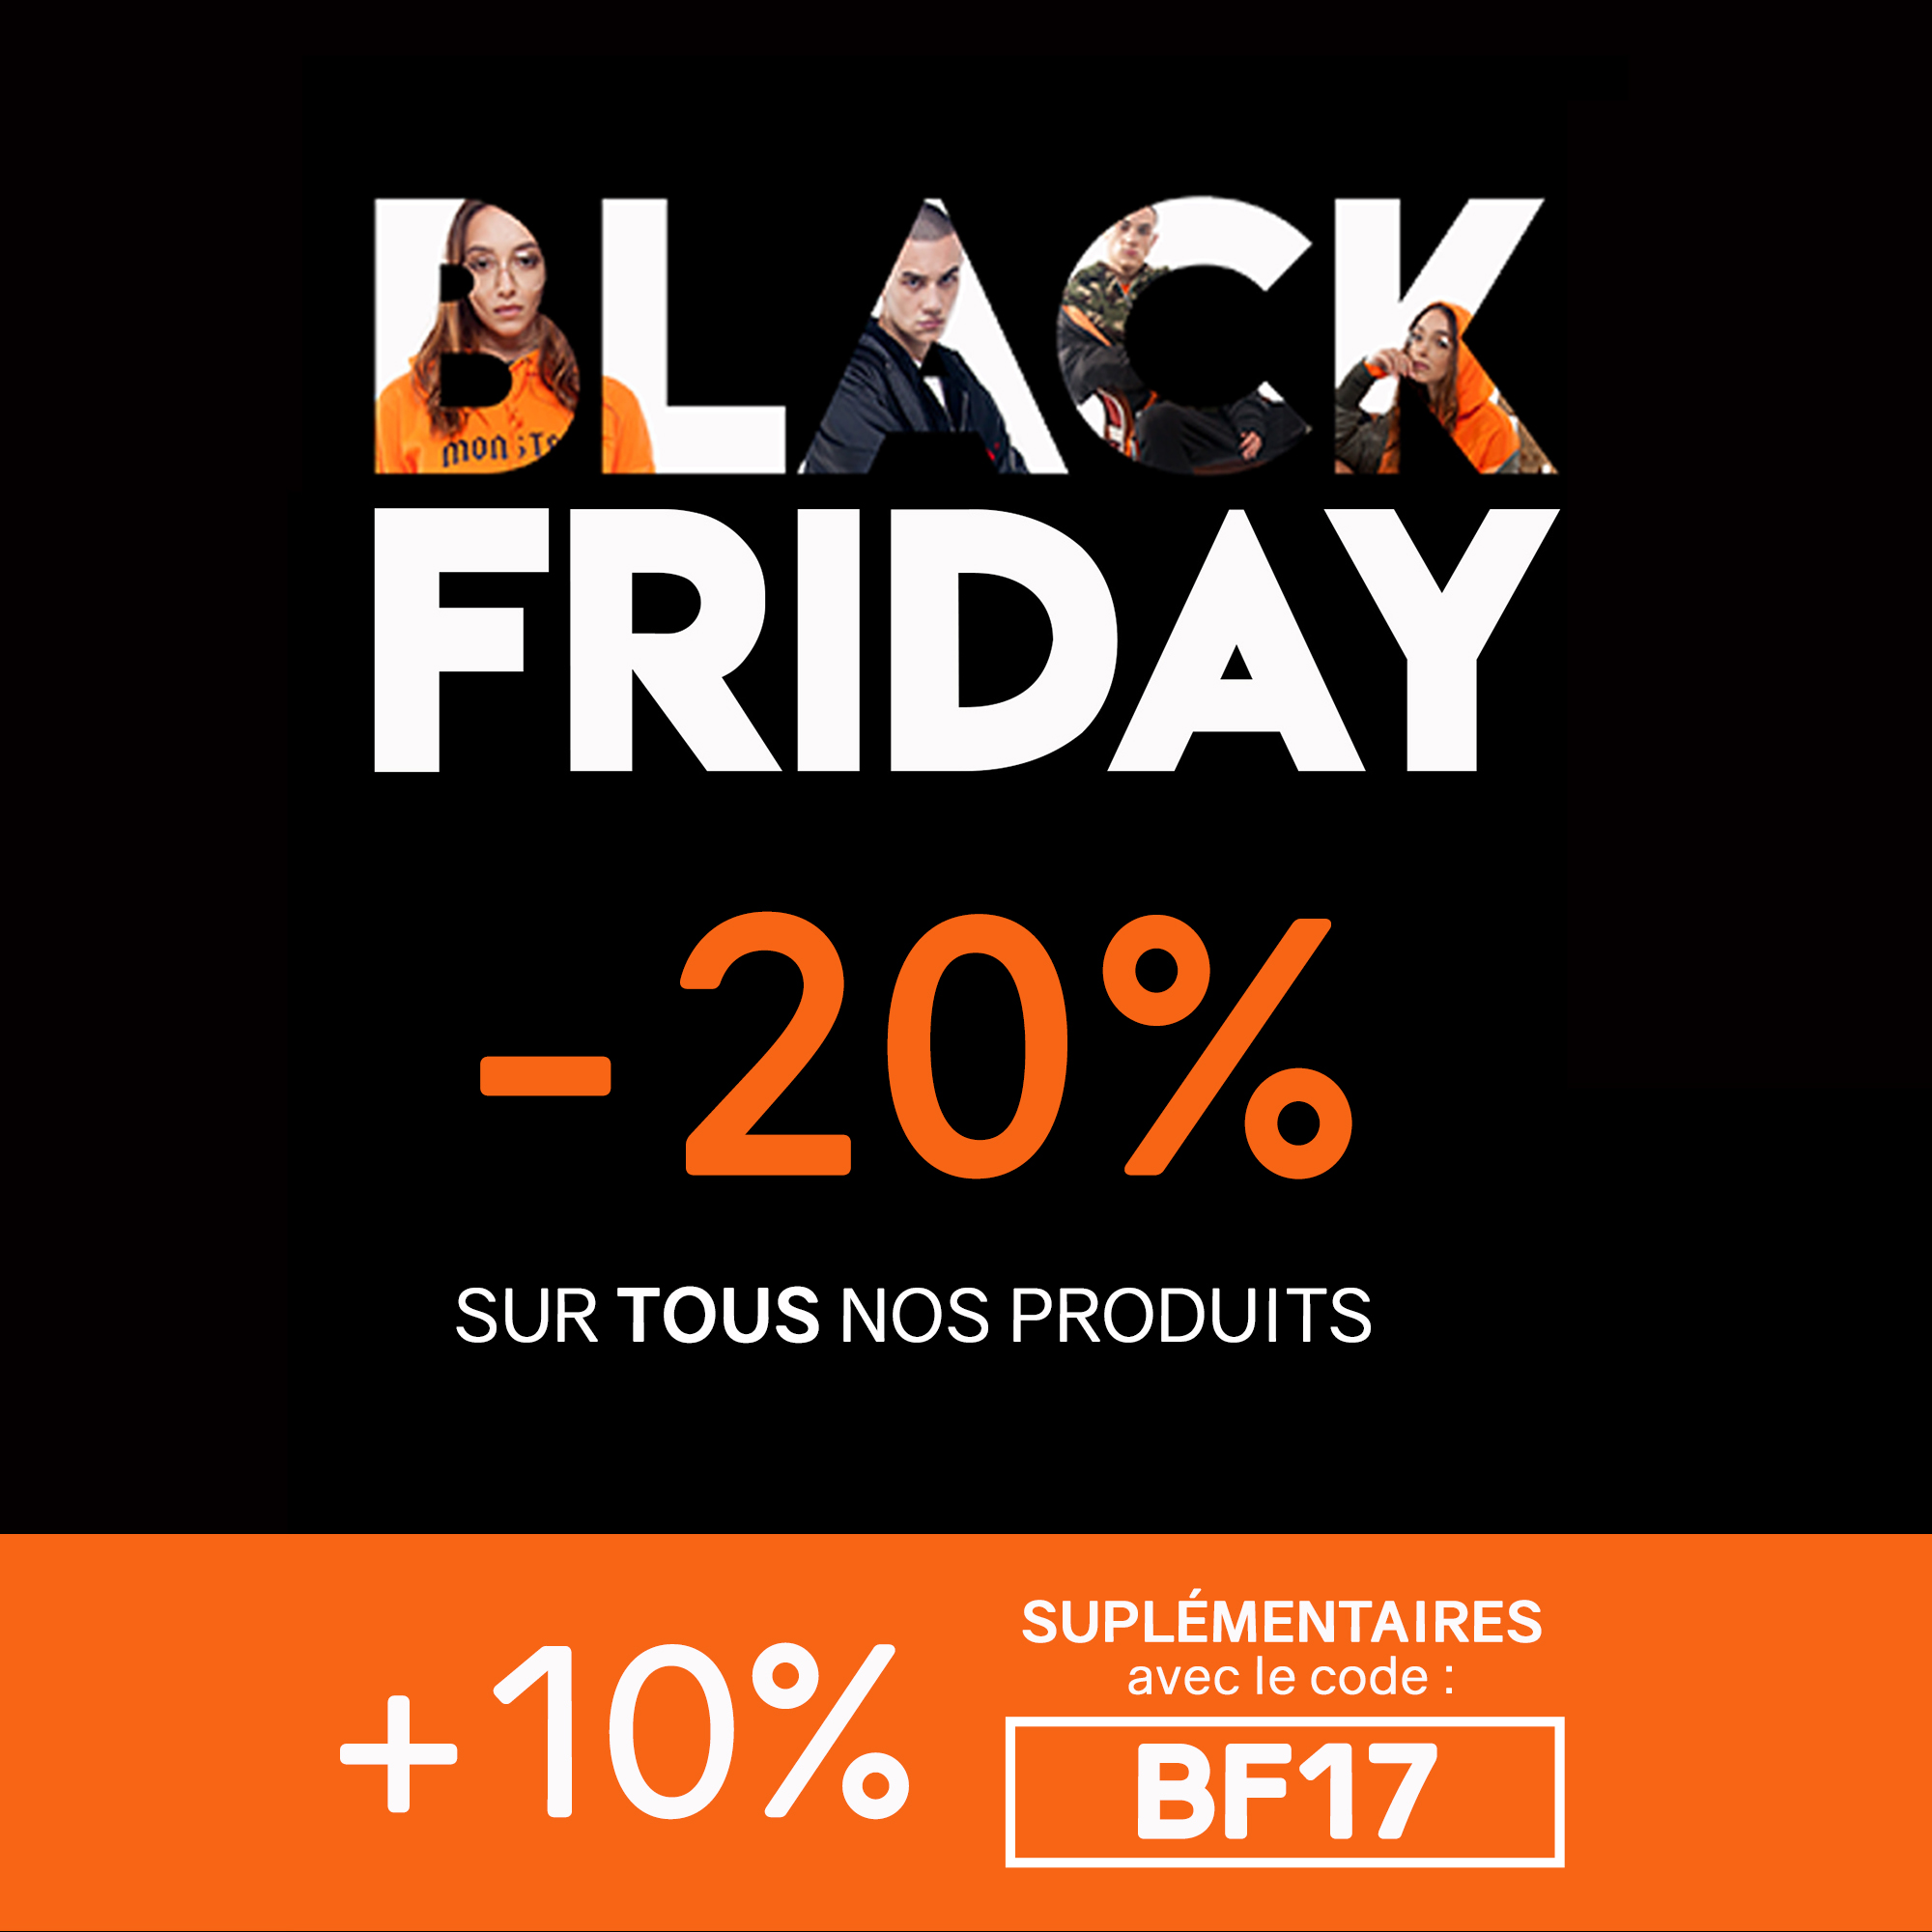 BLACK
FRIDAY
-20%
SUR TOUS NOS PRODUITS
+10%
SUPLÉMENTAIRES
avec le code :
BF17